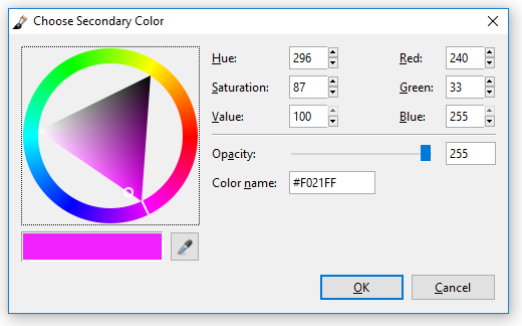 Choose Secondary Color
Hue: 296 Red: 240
Saturation: 87 Green: 33
Value: 100 Blue: 255
Opacity: 255
Color name: #F021FF
OK Cancel